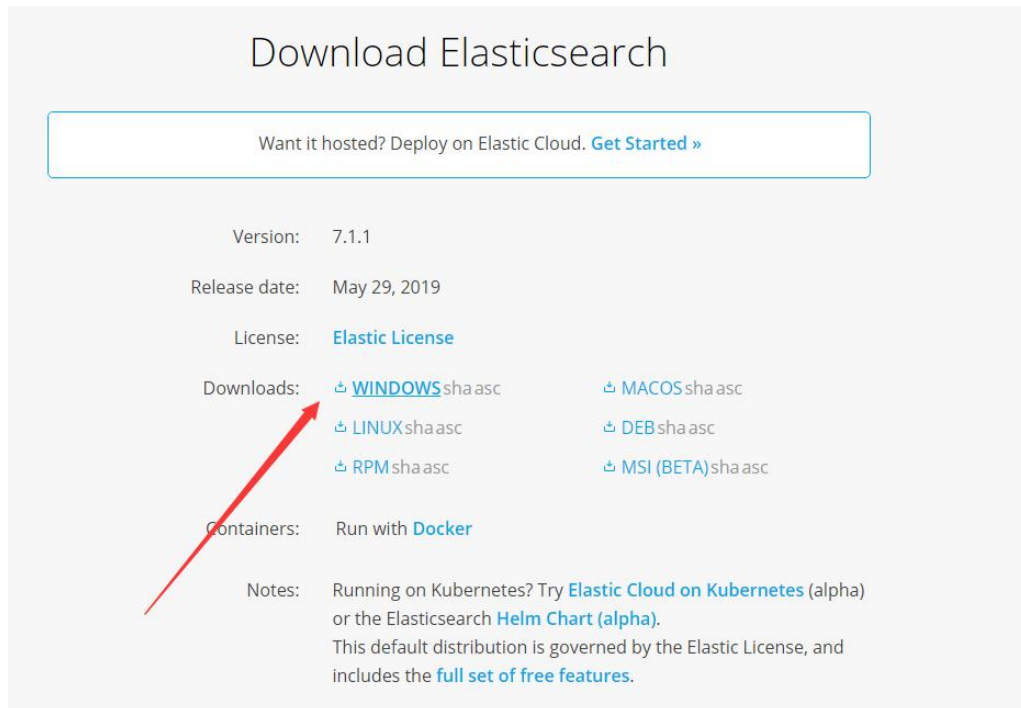 Download Elasticsearch
Want it hosted? Deploy on Elastic Cloud. Get Started »
Version: 7.1.1
Release date: May 29, 2019
License: Elastic License
Downloads: WINDOWS sha asc MACOS sha asc
LINUX sha asc DEB sha asc
RPM sha asc MSI (BETA) sha asc
Containers: Run with Docker
Notes: Running on Kubernetes? Try Elastic Cloud on Kubernetes (alpha)
or the Elasticsearch Helm Chart (alpha).
This default distribution is governed by the Elastic License, and
includes the full set of free features.